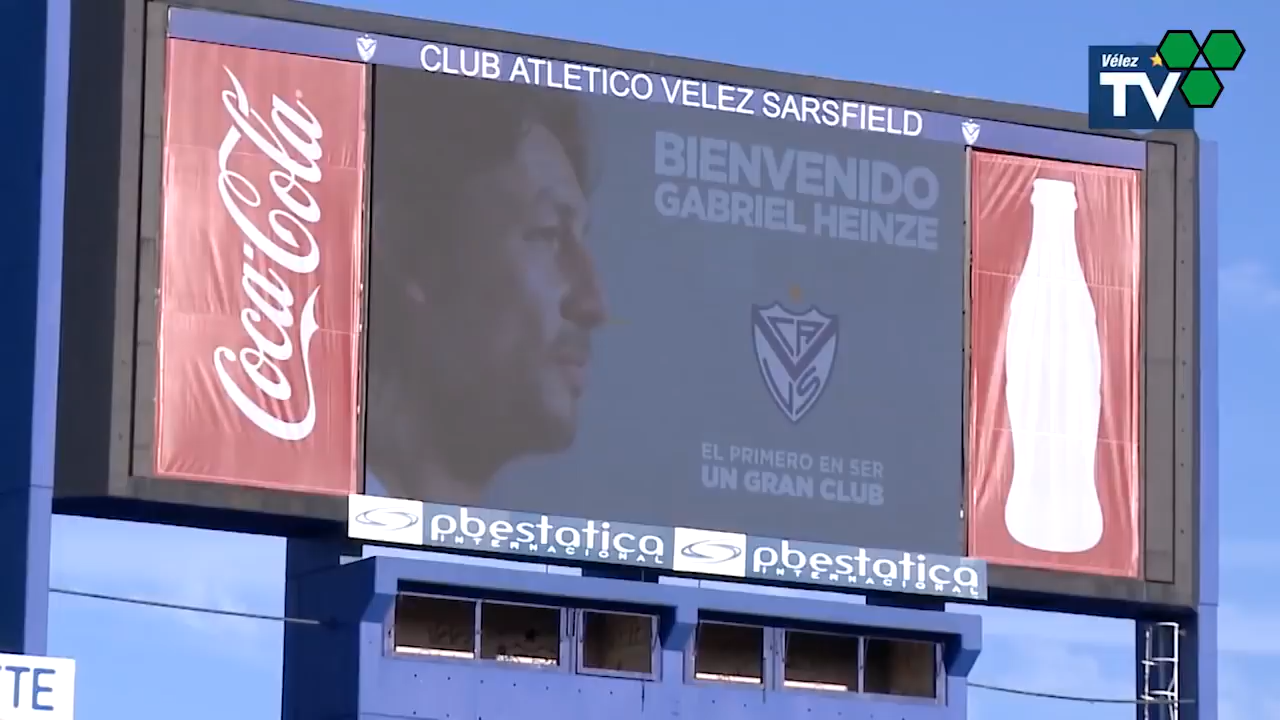 CLUB ATLETICO VELEZ SARSFIELD
Vélez
TV
Coca-Cola
BIENVENIDO
GABRIEL HEINZE
CAVS
EL PRIMERO EN SER
UN GRAN CLUB
pbestatica pbestatica
INTERNACIONAL INTERNACIONAL
TE